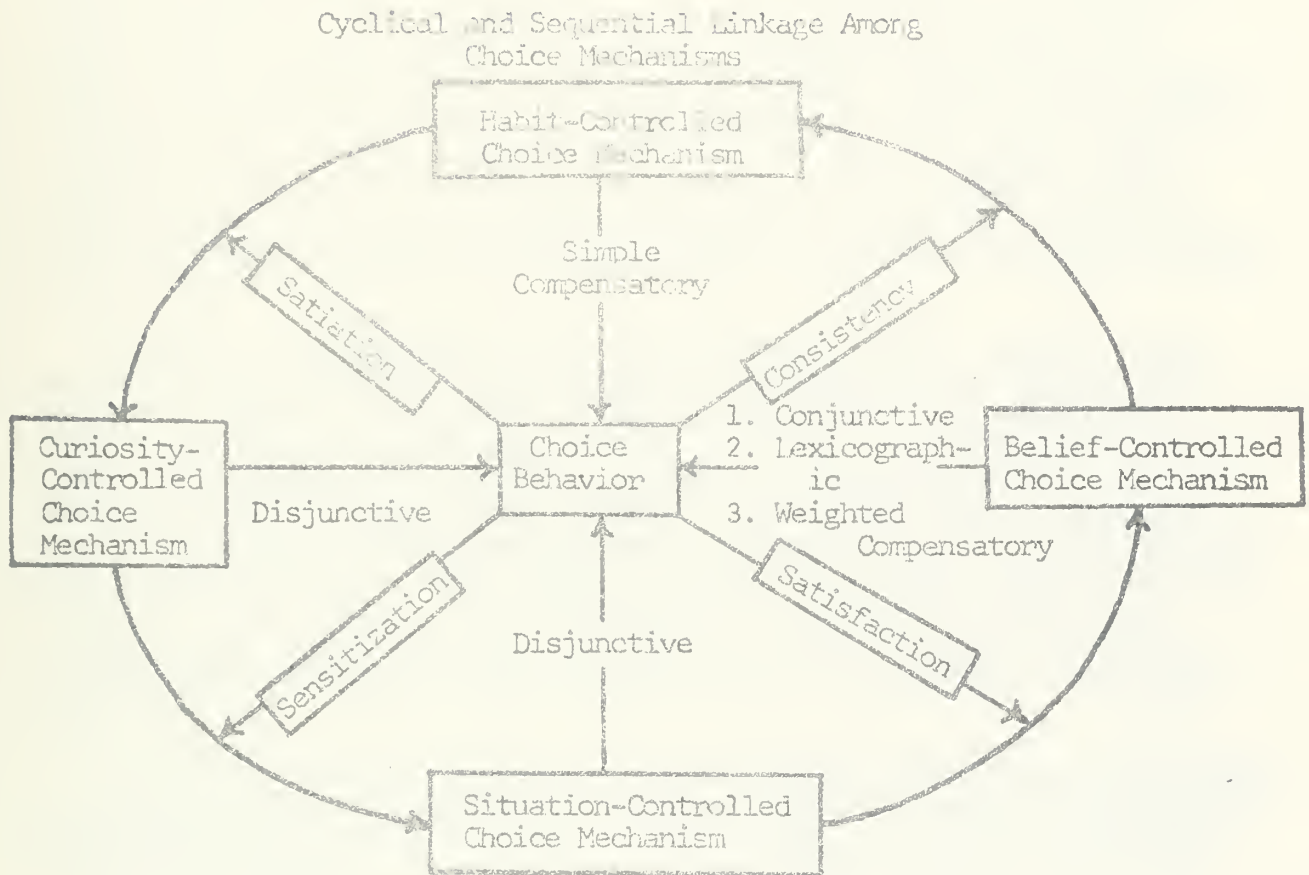 Cyclical and Sequential Linkage Among
Choice Mechanisms
Habit-Controlled
Choice Mechanism
Simple
Compensatory
Satiation
Consistency
Curiosity-
Controlled
Choice
Mechanism
Disjunctive
Choice
Behavior
1. Conjunctive
2. Lexicograph-
ic
3. Weighted
Compensatory
Belief-Controlled
Choice Mechanism
Sensitization
Disjunctive
Satisfaction
Situation-Controlled
Choice Mechanism